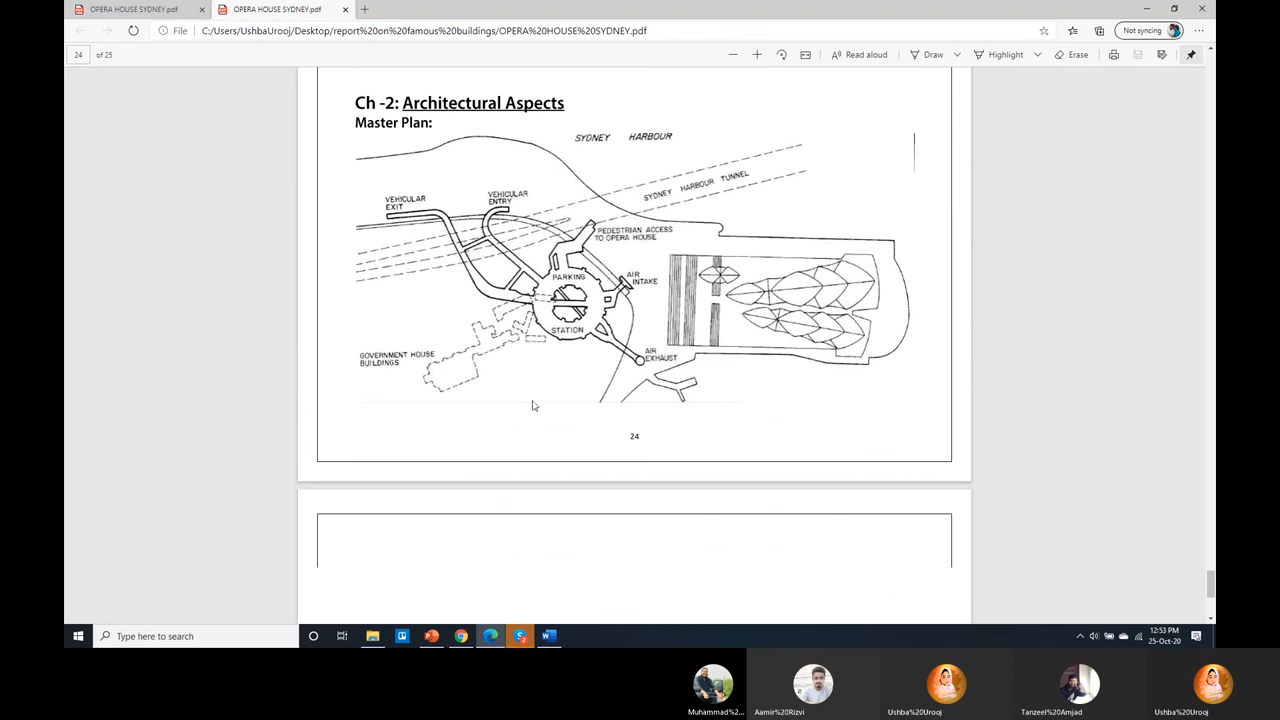 OPERA HOUSE SYDNEY.pdf
OPERA HOUSE SYDNEY.pdf
File
C:/Users/UshbaUrooj/Desktop/report%20on%20famous%20buildings/OPERA%20HOUSE%20SYDNEY.pdf
Not syncing
24 of 25
Read aloud
Draw
Highlight
Erase
Ch -2: Architectural Aspects
Master Plan:
SYDNEY HARBOUR
SYDNEY HARBOUR TUNNEL
VEHICULAR
EXIT
VEHICULAR
ENTRY
PEDESTRIAN ACCESS
TO OPERA HOUSE
PARKING
AIR
INTAKE
STATION
AIR
EXHAUST
GOVERNMENT HOUSE
BUILDINGS
24
Type here to search
12:53 PM
25-Oct-20
Muhammad%2...
Aamir%20Rizvi
Ushba%20Urooj
Tanzeel%20Amjad
Ushba%20Urooj